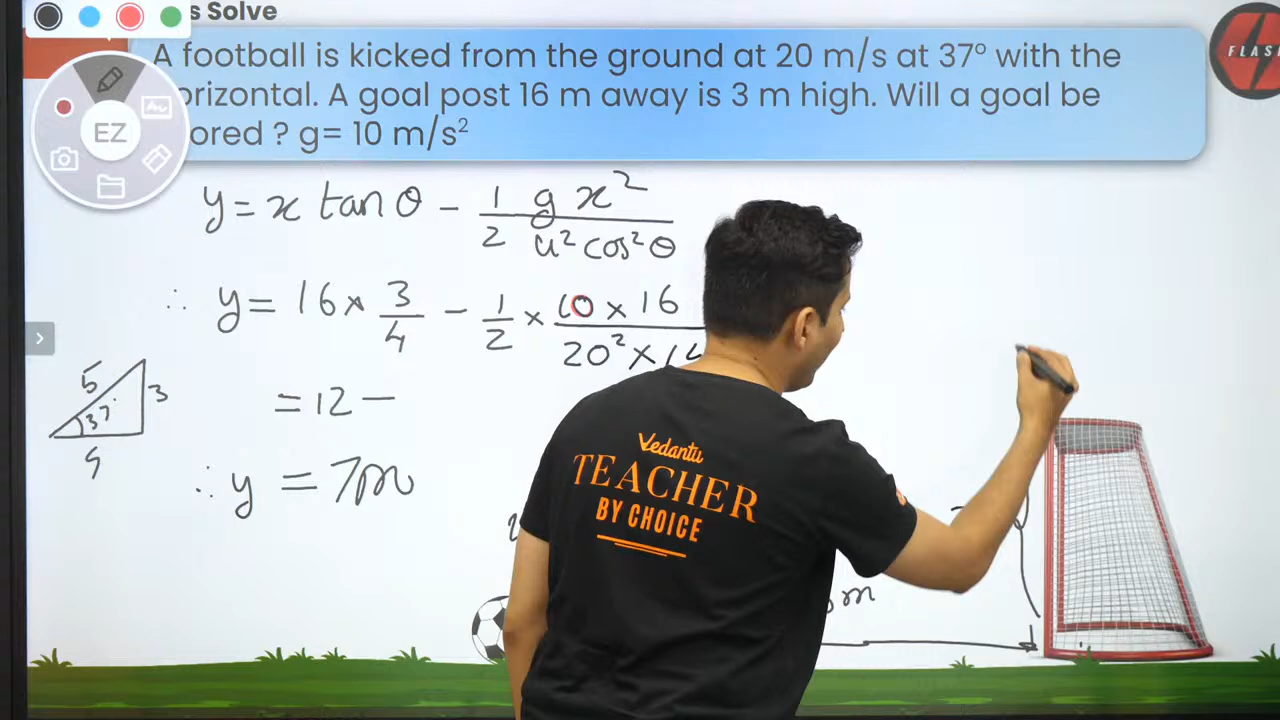 s Solve
A football is kicked from the ground at 20 m/s at 37° with the
orizontal. A goal post 16 m away is 3 m high. Will a goal be
ored ? g= 10 m/s²
FLAS
EZ
y = x tan θ - 1/2 g x² / u² cos² θ
∴ y = 16 × 3/4 - 1/2 × 10 × 16 / 20² ×
= 12 -
∴ y = 7m
5
3
37°
4
m
Vedantu
TEACHER
BY CHOICE